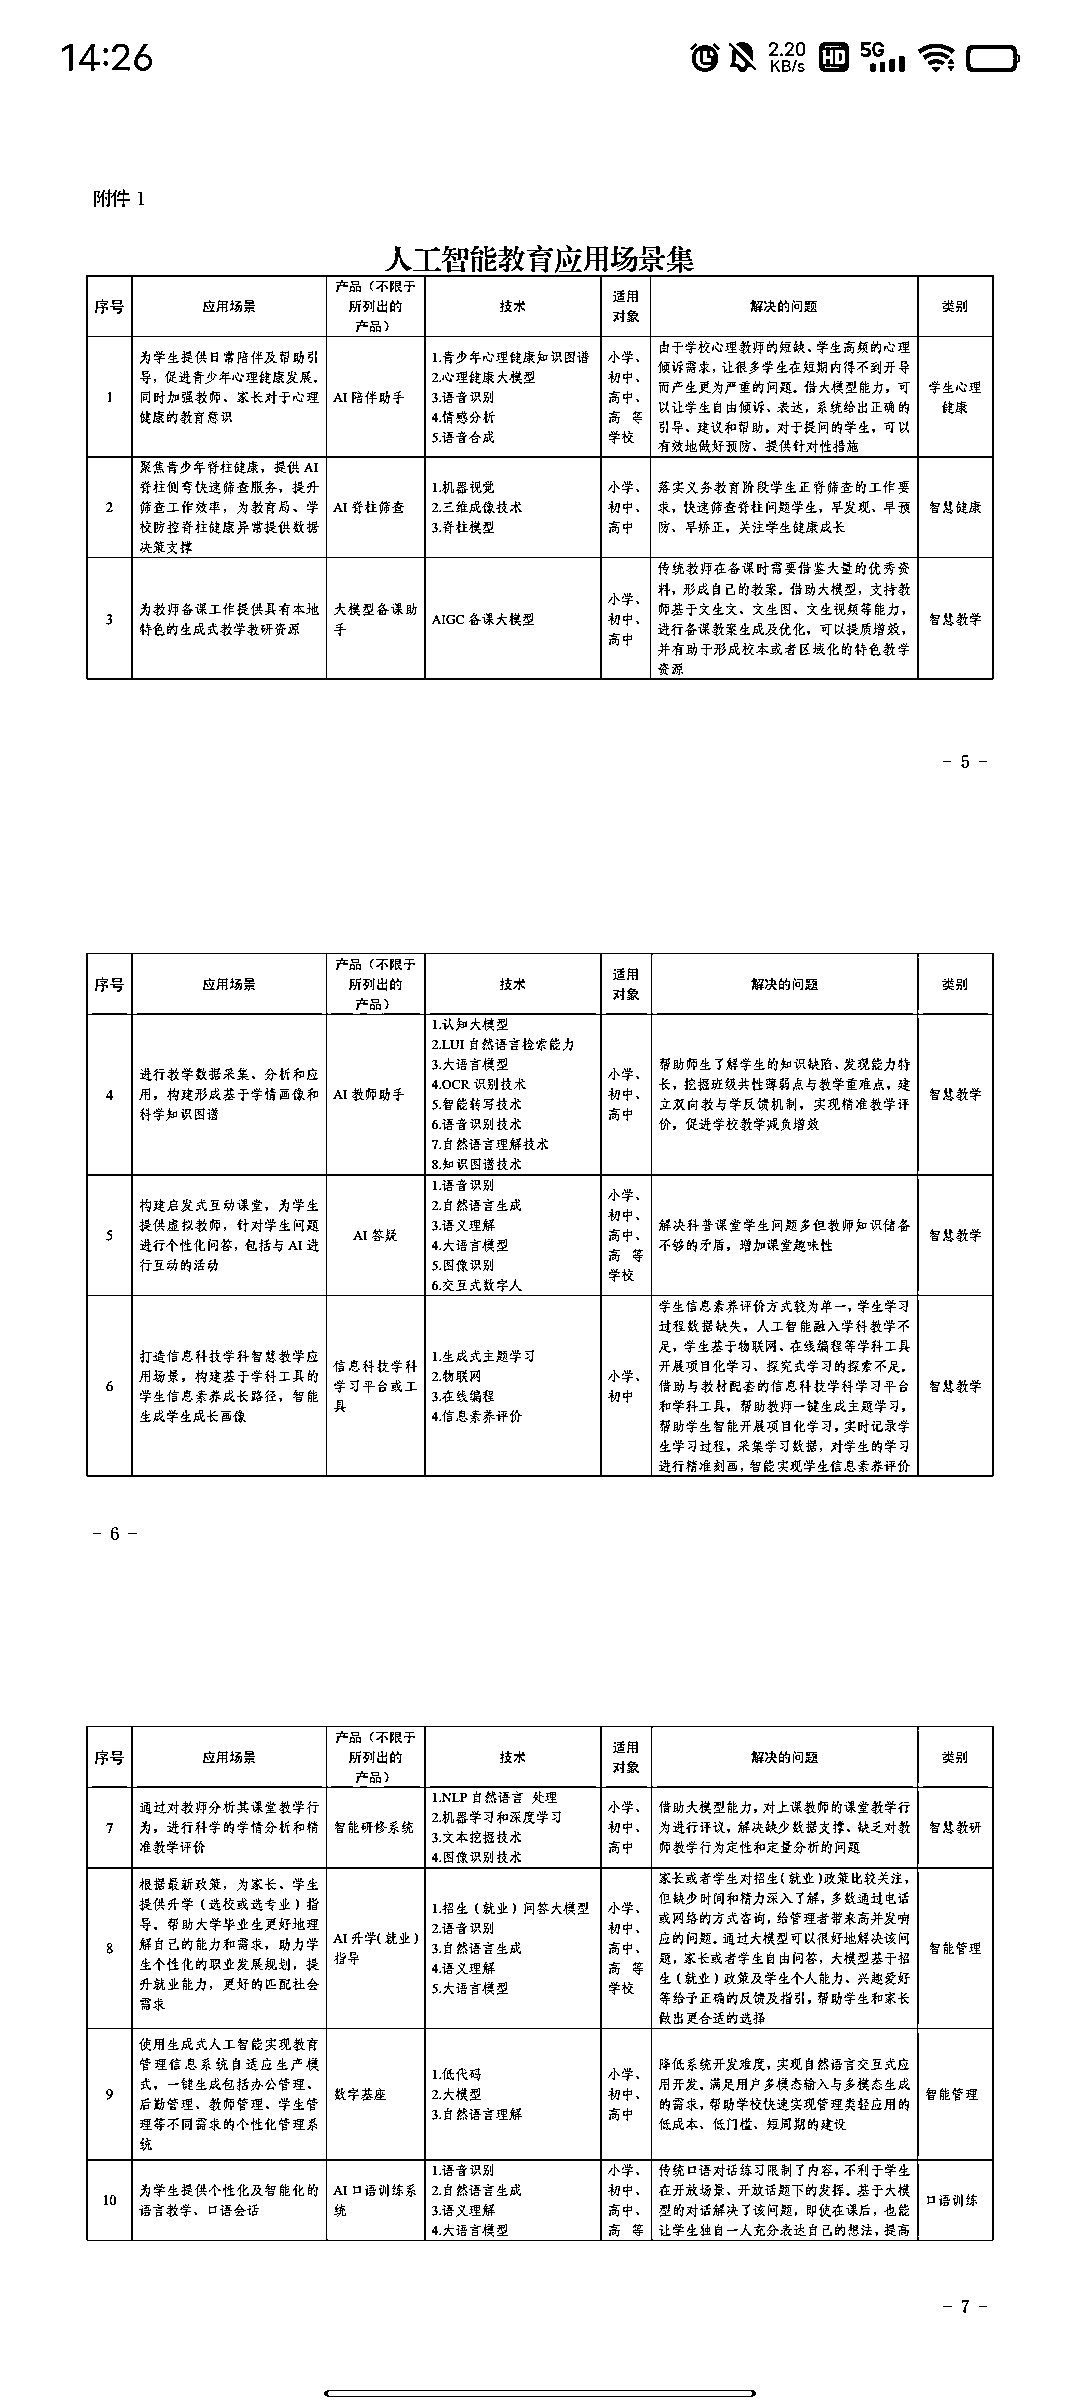 14:26
2.20
KB/s
HD
5G
附件 1
人工智能教育应用场景集
序号
应用场景
产品（不限于
所列出的
产品）
技术
适用
对象
解决的问题
类别
1
为学生提供日常陪伴及帮助引
导，促进青少年心理健康发展。
同时加强教师、家长对于心理
健康的教育意识
AI 陪伴助手
1.青少年心理健康知识图谱
2.心理健康大模型
3.语音识别
4.情感分析
5.语音合成
小学、
初中、
高中、
高 等
学校
由于学校心理教师的短缺、学生高频的心理
倾诉需求，让很多学生在短期内得不到开导
而产生更为严重的问题。借大模型能力，可
以让学生自由倾诉、表达，系统给出正确的
引导、建议和帮助。对于提问的学生，可以
有效地做好预防、提供针对性措施
学生心理
健康
2
聚焦青少年脊柱健康，提供 AI
脊柱侧弯快速筛查服务，提升
筛查工作效率，为教育局、学
校防控脊柱健康异常提供数据
决策支撑
AI 脊柱筛查
1.机器视觉
2.三维成像技术
3.脊柱模型
小学、
初中、
高中
落实义务教育阶段学生正脊筛查的工作要
求，快速筛查脊柱问题学生，早发现、早预
防、早矫正，关注学生健康成长
智慧健康
3
为教师备课工作提供具有本地
特色的生成式教学教研资源
大模型备课助
手
AIGC 备课大模型
小学、
初中、
高中
传统教师在备课时需要借鉴大量的优秀资
料，形成自己的教案。借助大模型，支持教
师基于文生文、文生图、文生视频等能力，
进行备课教案生成及优化，可以提质增效，
并有助于形成校本或者区域化的特色教学
资源
智慧教学
- 5 -
序号
应用场景
产品（不限于
所列出的
产品）
技术
适用
对象
解决的问题
类别
4
进行教学数据采集、分析和应
用，构建形成基于学情画像和
科学知识图谱
AI 教师助手
1.认知大模型
2.LUI 自然语言检索能力
3.大语言模型
4.OCR 识别技术
5.智能转写技术
6.语音识别技术
7.自然语言理解技术
8.知识图谱技术
小学、
初中、
高中
帮助师生了解学生的知识缺陷、发现能力特
长，挖掘班级共性薄弱点与教学重难点，建
立双向教与学反馈机制，实现精准教学评
价，促进学校教学减负增效
智慧教学
5
构建启发式互动课堂，为学生
提供虚拟教师，针对学生问题
进行个性化问答，包括与 AI 进
行互动的活动
AI 答疑
1.语音识别
2.自然语言生成
3.语义理解
4.大语言模型
5.图像识别
6.交互式数字人
小学、
初中、
高中、
高 等
学校
解决科普课堂学生问题多但教师知识储备
不够的矛盾，增加课堂趣味性
智慧教学
6
打造信息科技学科智慧教学应
用场景，构建基于学科工具的
学生信息素养成长路径，智能
生成学生成长画像
信息科技学科
学习平台或工
具
1.生成式主题学习
2.物联网
3.在线编程
4.信息素养评价
小学、
初中
学生信息素养评价方式较为单一，学生学习
过程数据缺失，人工智能融入学科教学不
足，学生基于物联网、在线编程等学科工具
开展项目化学习、探究式学习的探索不足。
借助与教材配套的信息科技学科学习平台
和学科工具，帮助教师一键生成主题学习，
帮助学生智能开展项目化学习，实时记录学
生学习过程，采集学习数据，对学生的学习
进行精准刻画，智能实现学生信息素养评价
智慧教学
- 6 -
序号
应用场景
产品（不限于
所列出的
产品）
技术
适用
对象
解决的问题
类别
7
通过对教师分析其课堂教学行
为，进行科学的学情分析和精
准教学评价
智能研修系统
1.NLP 自然语言 处理
2.机器学习和深度学习
3.文本挖掘技术
4.图像识别技术
小学、
初中、
高中
借助大模型能力，对上课教师的课堂教学行
为进行评议，解决缺少数据支撑、缺乏对教
师教学行为定性和定量分析的问题
智慧教研
8
根据最新政策，为家长、学生
提供升学（选校或选专业）指
导。帮助大学毕业生更好地理
解自己的能力和需求，助力学
生个性化的职业发展规划，提
升就业能力，更好的匹配社会
需求
AI 升学（就业）
指导
1.招生（就业）问答大模型
2.语音识别
3.自然语言生成
4.语义理解
5.大语言模型
小学、
初中、
高中、
高 等
学校
家长或者学生对招生（就业）政策比较关注，
但缺少时间和精力深入了解，多数通过电话
或网络的方式咨询，给管理者带来高并发响
应的问题。通过大模型可以很好地解决该问
题，家长或者学生自由问答，大模型基于招
生（就业）政策及学生个人能力、兴趣爱好
等给予正确的反馈及指引，帮助学生和家长
做出更合适的选择
智能管理
9
使用生成式人工智能实现教育
管理信息系统自适应生产模
式，一键生成包括办公管理、
后勤管理、教师管理、学生管
理等不同需求的个性化管理系
统
数字基座
1.低代码
2.大模型
3.自然语言理解
小学、
初中、
高中
降低系统开发难度，实现自然语言交互式应
用开发。满足用户多模态输入与多模态生成
的需求，帮助学校快速实现管理类轻应用的
低成本、低门槛、短周期的建设
智能管理
10
为学生提供个性化及智能化的
语言教学、口语会话
AI 口语训练系
统
1.语音识别
2.自然语言生成
3.语义理解
4.大语言模型
小学、
初中、
高中、
高 等
传统口语对话练习限制了内容，不利于学生
在开放场景、开放话题下的发挥。基于大模
型的对话解决了该问题，即使在课后，也能
让学生独自一人充分表达自己的想法，提高
口语训练
- 7 -